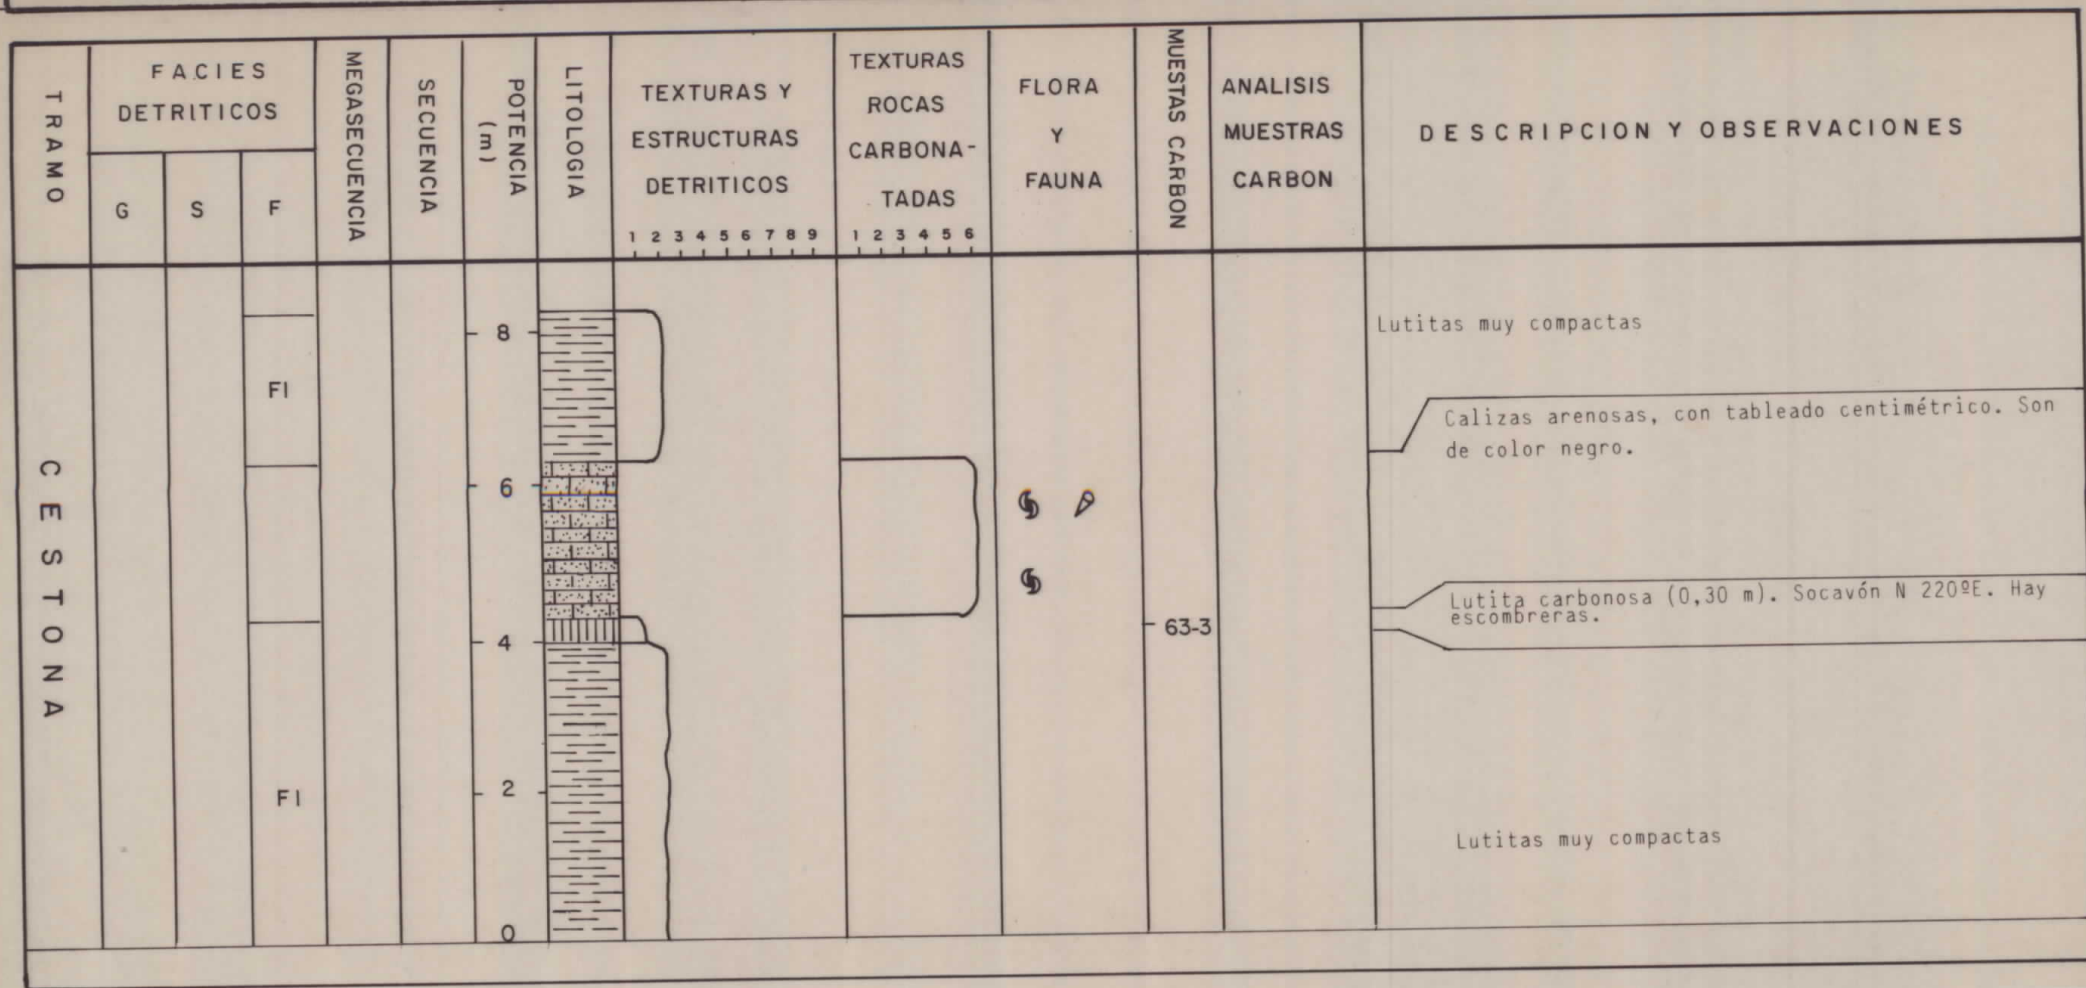 TRAMO
FACIES
DETRITICOS
G S F
MEGASECUENCIA
SECUENCIA
POTENCIA
(m)
LITOLOGIA
TEXTURAS Y
ESTRUCTURAS
DETRITICOS
1 2 3 4 5 6 7 8 9
TEXTURAS
ROCAS
CARBONA-
TADAS
1 2 3 4 5 6
FLORA
Y
FAUNA
MUESTAS CARBON
ANALISIS
MUESTRAS
CARBON
DESCRIPCION Y OBSERVACIONES
CESTONA
Fl
Fl
8
6
4
2
0
63-3
Lutitas muy compactas
Calizas arenosas, con tableado centimétrico. Son
de color negro.
Lutita carbonosa (0,30 m). Socavón N 220ºE. Hay
escombreras.
Lutitas muy compactas